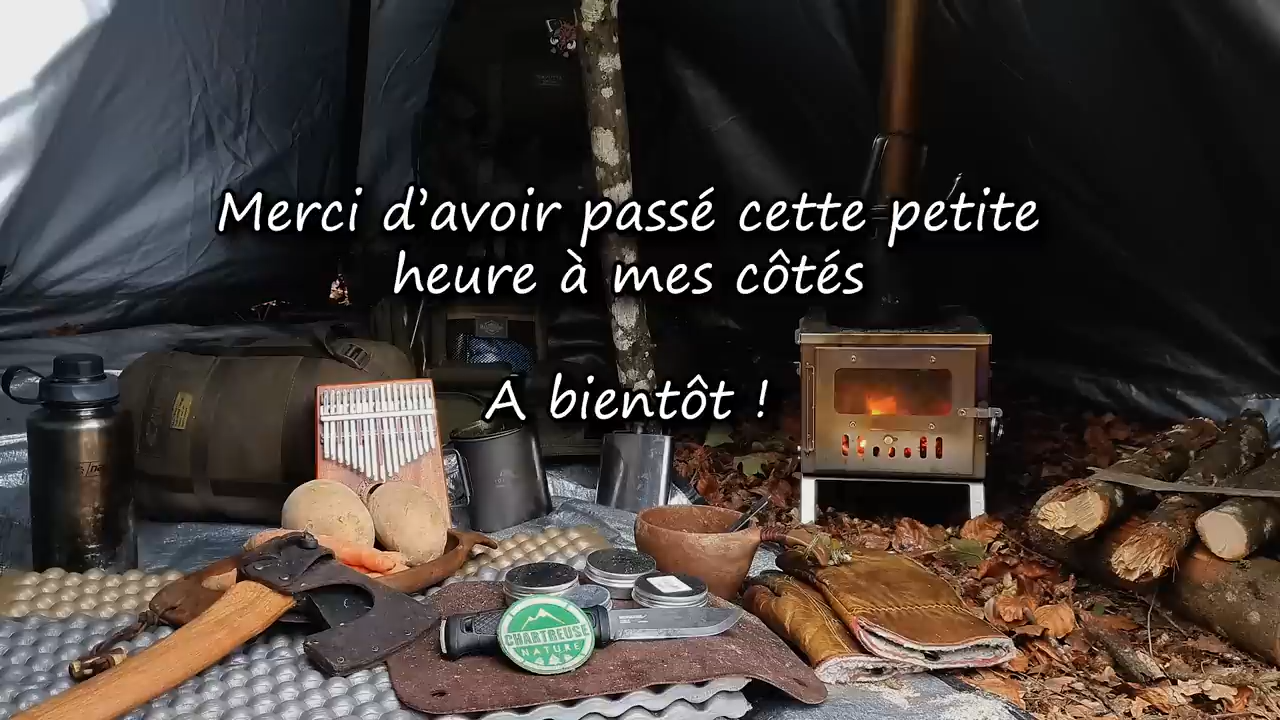 Merci d'avoir passé cette petite
heure à mes côtés
A bientôt !
CHARTREUSE
NATURE